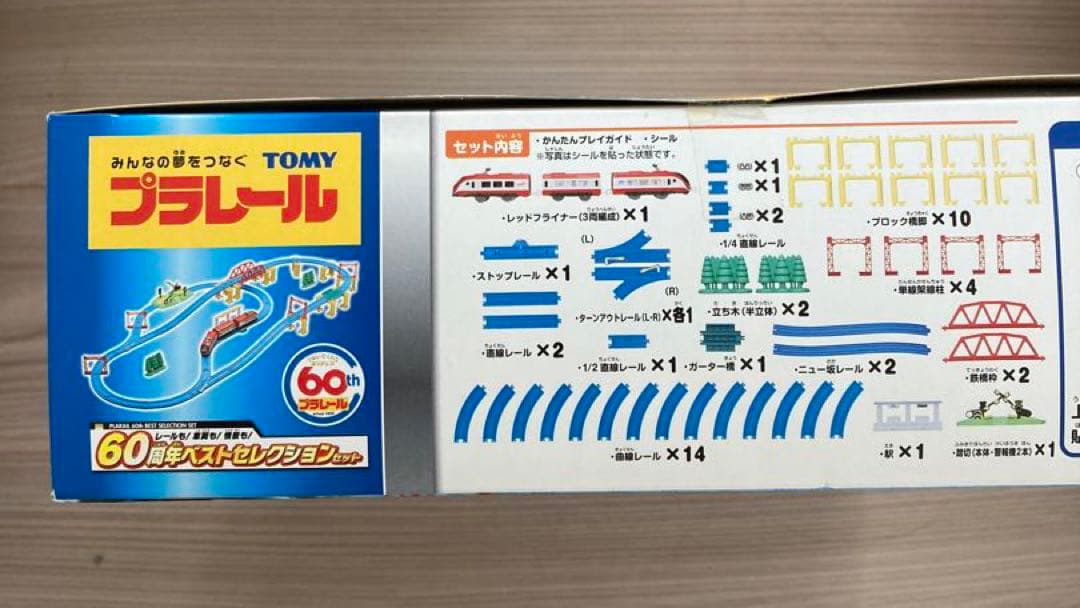 みんなの夢をつなぐ TOMY
プラレール
60th
プラレール
PLARAIL 60th BEST SELECTION SET
レールも! 車両も! 情景も!
60周年ベストセレクションセット
セット内容
・かんたんプレイガイド ・シール
※写真はシールを貼った状態です。
・レッドフライナー(3両編成)×1
×1
×1
×2
・1/4 直線レール
・ブロック橋脚 ×10
・ストップレール ×1
(L)
(R)
・ターンアウトレール(L・R)×各1
・立ち木(半立体) ×2
・単線架線柱 ×4
・直線レール ×2
・1/2 直線レール ×1
・ガーター橋 ×1
・ニュー坂レール ×2
・鉄橋枠 ×2
・曲線レール ×14
・駅 ×1
・踏切(本体・警報機2本) ×1